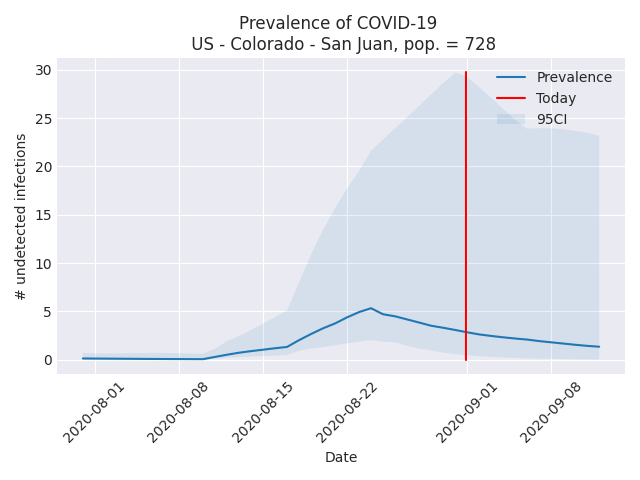 Prevalence of COVID-19
US - Colorado - San Juan, pop. = 728
Prevalence
Today
95CI
# undetected infections
30
25
20
15
10
5
0
2020-08-01
2020-08-08
2020-08-15
2020-08-22
2020-09-01
2020-09-08
Date